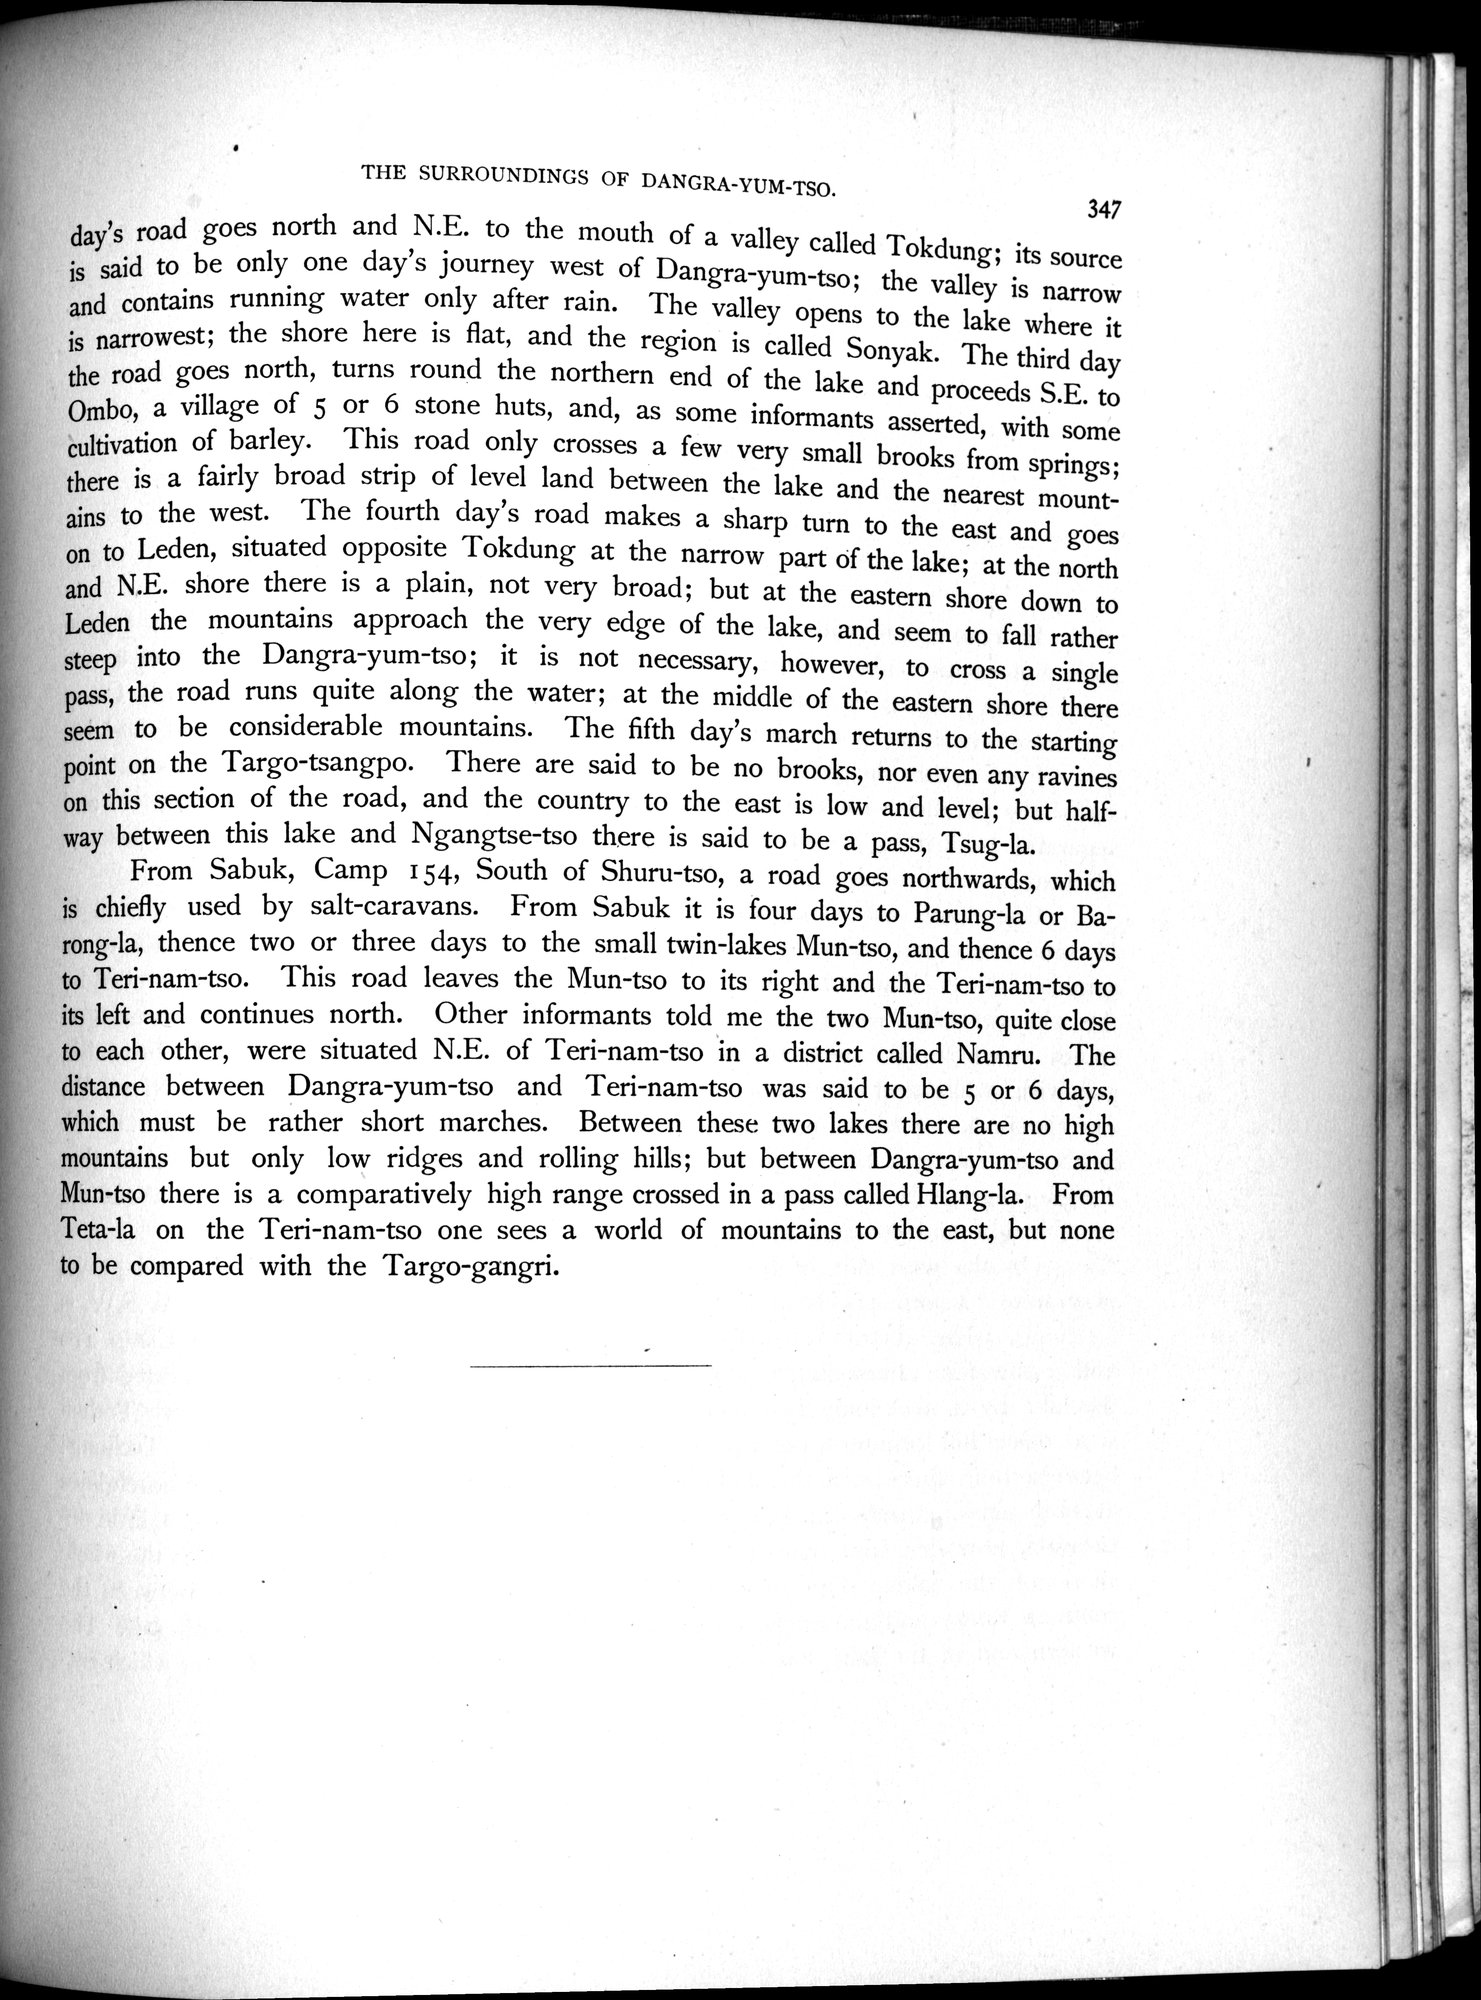 THE SURROUNDINGS OF DANGRA-YUM-TSO.
347
day's road goes north and N.E. to the mouth of a valley called Tokdung; its source
is said to be only one day's journey west of Dangra-yum-tso; the valley is narrow
and contains running water only after rain. The valley opens to the lake where it
is narrowest; the shore here is flat, and the region is called Sonyak. The third day
the road goes north, turns round the northern end of the lake and proceeds S.E. to
Ombo, a village of 5 or 6 stone huts, and, as some informants asserted, with some
cultivation of barley. This road only crosses a few very small brooks from springs;
there is a fairly broad strip of level land between the lake and the nearest mount-
ains to the west. The fourth day's road makes a sharp turn to the east and goes
on to Leden, situated opposite Tokdung at the narrow part of the lake; at the north
and N.E. shore there is a plain, not very broad; but at the eastern shore down to
Leden the mountains approach the very edge of the lake, and seem to fall rather
steep into the Dangra-yum-tso; it is not necessary, however, to cross a single
pass, the road runs quite along the water; at the middle of the eastern shore there
seem to be considerable mountains. The fifth day's march returns to the starting
point on the Targo-tsangpo. There are said to be no brooks, nor even any ravines
on this section of the road, and the country to the east is low and level; but half-
way between this lake and Ngangtse-tso there is said to be a pass, Tsug-la.
From Sabuk, Camp 154, South of Shuru-tso, a road goes northwards, which
is chiefly used by salt-caravans. From Sabuk it is four days to Parung-la or Ba-
rong-la, thence two or three days to the small twin-lakes Mun-tso, and thence 6 days
to Teri-nam-tso. This road leaves the Mun-tso to its right and the Teri-nam-tso to
its left and continues north. Other informants told me the two Mun-tso, quite close
to each other, were situated N.E. of Teri-nam-tso in a district called Namru. The
distance between Dangra-yum-tso and Teri-nam-tso was said to be 5 or 6 days,
which must be rather short marches. Between these two lakes there are no high
mountains but only low ridges and rolling hills; but between Dangra-yum-tso and
Mun-tso there is a comparatively high range crossed in a pass called Hlang-la. From
Teta-la on the Teri-nam-tso one sees a world of mountains to the east, but none
to be compared with the Targo-gangri.